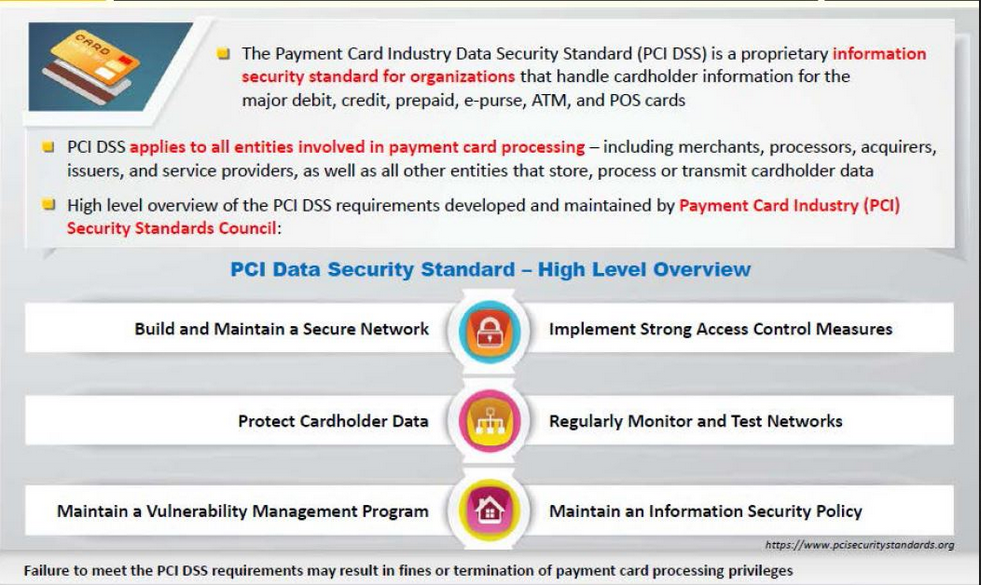 CARD
The Payment Card Industry Data Security Standard (PCI DSS) is a proprietary information
security standard for organizations that handle cardholder information for the
major debit, credit, prepaid, e-purse, ATM, and POS cards
PCI DSS applies to all entities involved in payment card processing – including merchants, processors, acquirers,
issuers, and service providers, as well as all other entities that store, process or transmit cardholder data
High level overview of the PCI DSS requirements developed and maintained by Payment Card Industry (PCI)
Security Standards Council:
PCI Data Security Standard – High Level Overview
Build and Maintain a Secure Network
Implement Strong Access Control Measures
Protect Cardholder Data
Regularly Monitor and Test Networks
Maintain a Vulnerability Management Program
Maintain an Information Security Policy
https://www.pcisecuritystandards.org
Failure to meet the PCI DSS requirements may result in fines or termination of payment card processing privileges